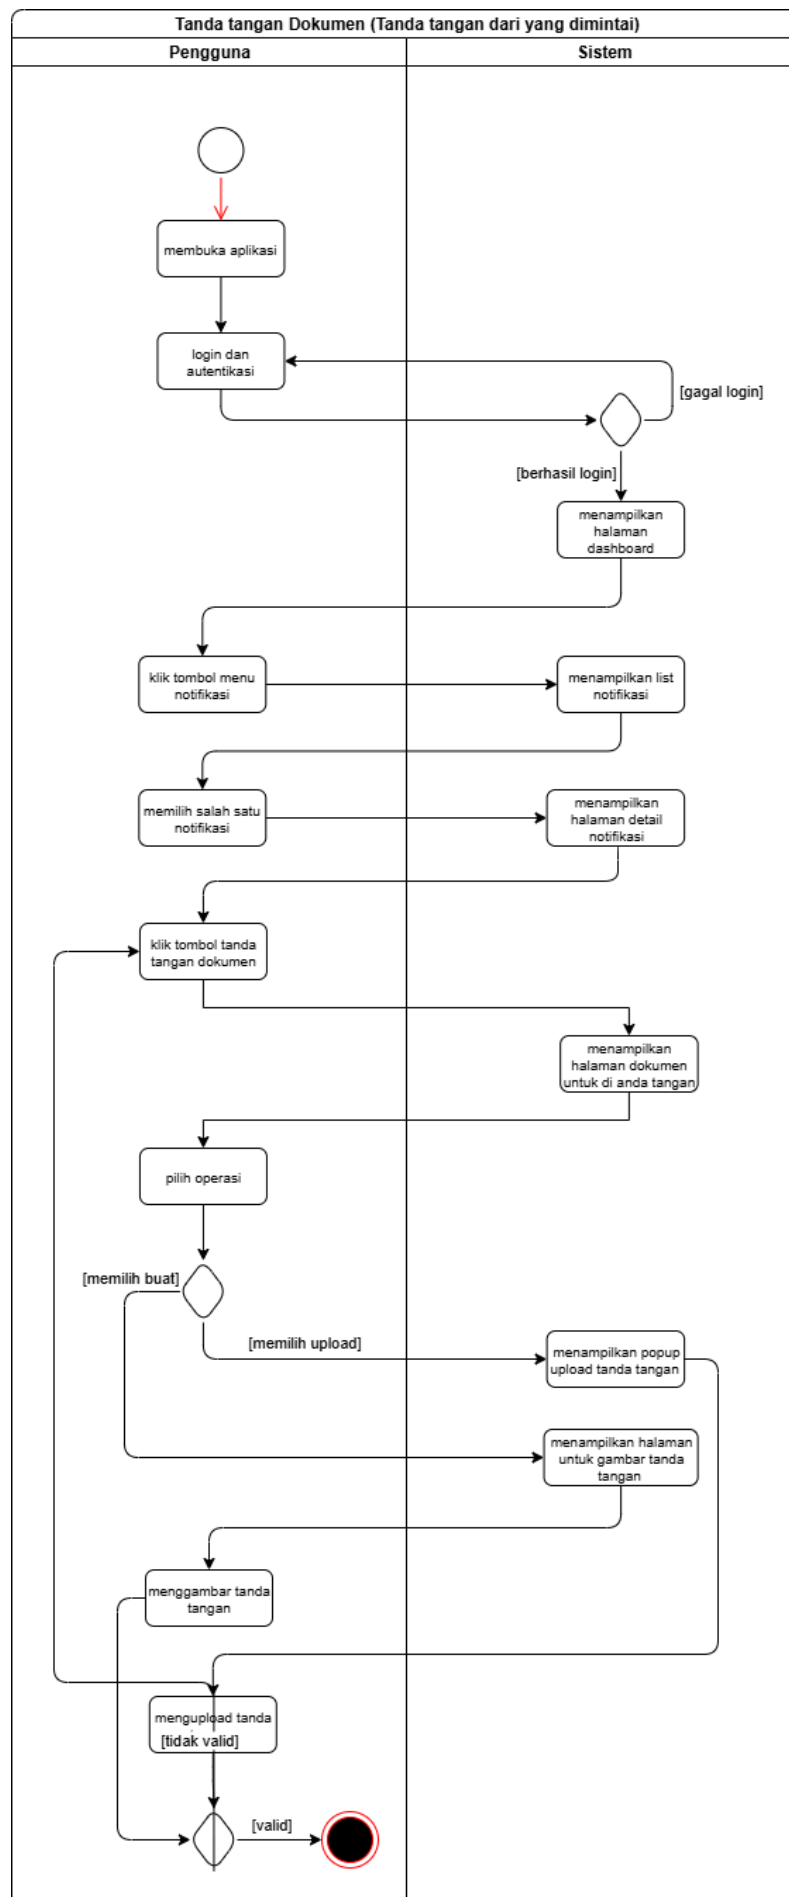 Tanda tangan Dokumen (Tanda tangan dari yang dimintai)
Pengguna
Sistem
membuka aplikasi
login dan
autentikasi
[gagal login]
[berhasil login]
menampilkan
halaman
dashboard
klik tombol menu
notifikasi
menampilkan list
notifikasi
memilih salah satu
notifikasi
menampilkan
halaman detail
notifikasi
klik tombol tanda
tangan dokumen
menampilkan
halaman dokumen
untuk di anda tangan
pilih operasi
[memilih buat]
[memilih upload]
menampilkan popup
upload tanda tangan
menampilkan halaman
untuk gambar tanda
tangan
menggambar tanda
tangan
mengupload tanda
[tidak valid]
[valid]